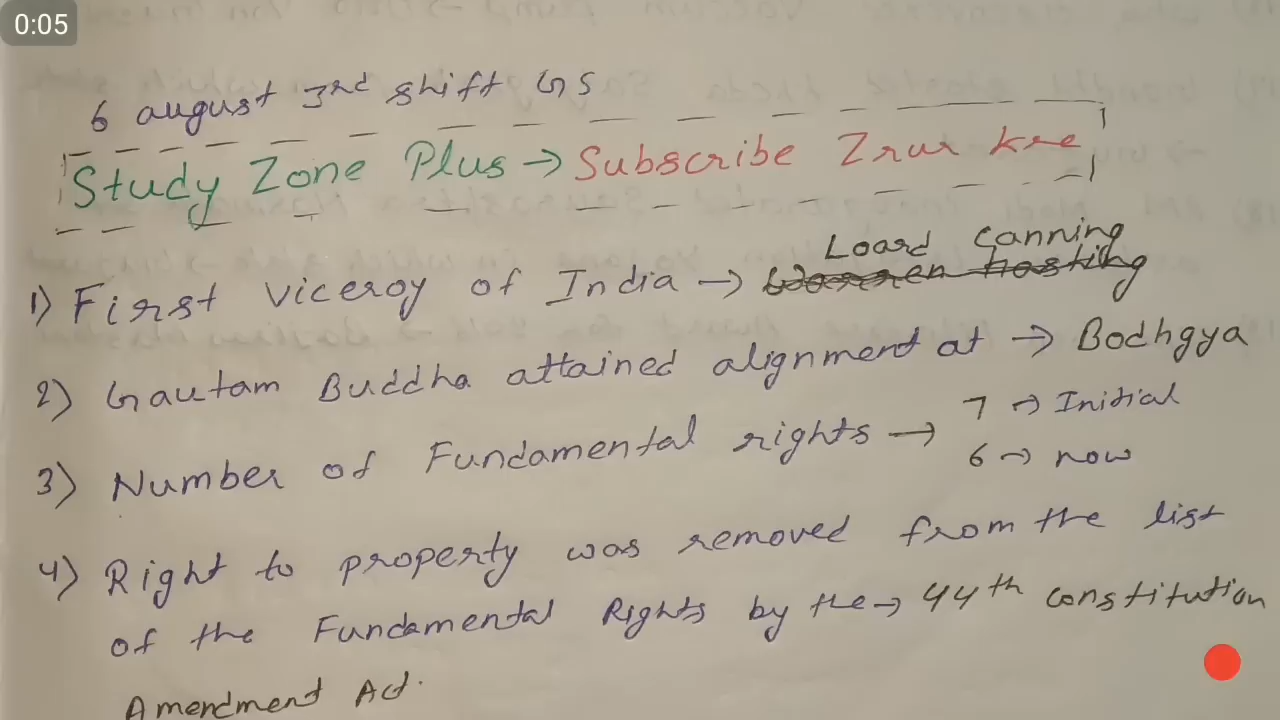 0:05
6 august 3rd shift GS
Study Zone Plus → Subscribe Zrur kre
Loard Canning
1) First viceroy of India → Warren hasting
2) Gautam Buddha attained alignment at → Bodhgya
7 → Initial
3) Number of Fundamental rights →
6 → now
4) Right to property was removed from the list
of the Fundamental Rights by the → 44th constitution
Amendment Act.